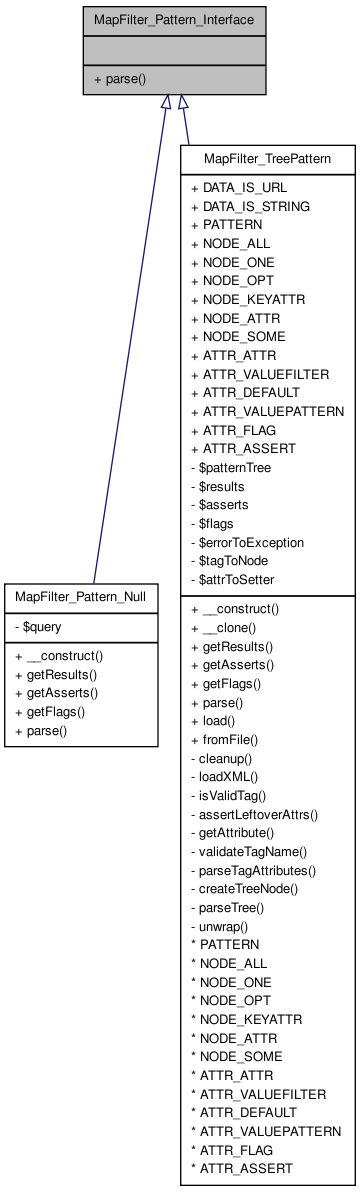 MapFilter_Pattern_Interface
+ parse()
MapFilter_TreePattern
+ DATA_IS_URL
+ DATA_IS_STRING
+ PATTERN
+ NODE_ALL
+ NODE_ONE
+ NODE_OPT
+ NODE_KEYATTR
+ NODE_ATTR
+ NODE_SOME
+ ATTR_ATTR
+ ATTR_VALUEFILTER
+ ATTR_DEFAULT
+ ATTR_VALUEPATTERN
+ ATTR_FLAG
+ ATTR_ASSERT
- $patternTree
- $results
- $asserts
- $flags
- $errorToException
- $tagToNode
- $attrToSetter
+ __construct()
+ __clone()
+ getResults()
+ getAsserts()
+ getFlags()
+ parse()
+ load()
+ fromFile()
- cleanup()
- loadXML()
- isValidTag()
- assertLeftoverAttrs()
- getAttribute()
- validateTagName()
- parseTagAttributes()
- createTreeNode()
- parseTree()
- unwrap()
* PATTERN
* NODE_ALL
* NODE_ONE
* NODE_OPT
* NODE_KEYATTR
* NODE_ATTR
* NODE_SOME
* ATTR_ATTR
* ATTR_VALUEFILTER
* ATTR_DEFAULT
* ATTR_VALUEPATTERN
* ATTR_FLAG
* ATTR_ASSERT
MapFilter_Pattern_Null
- $query
+ __construct()
+ getResults()
+ getAsserts()
+ getFlags()
+ parse()